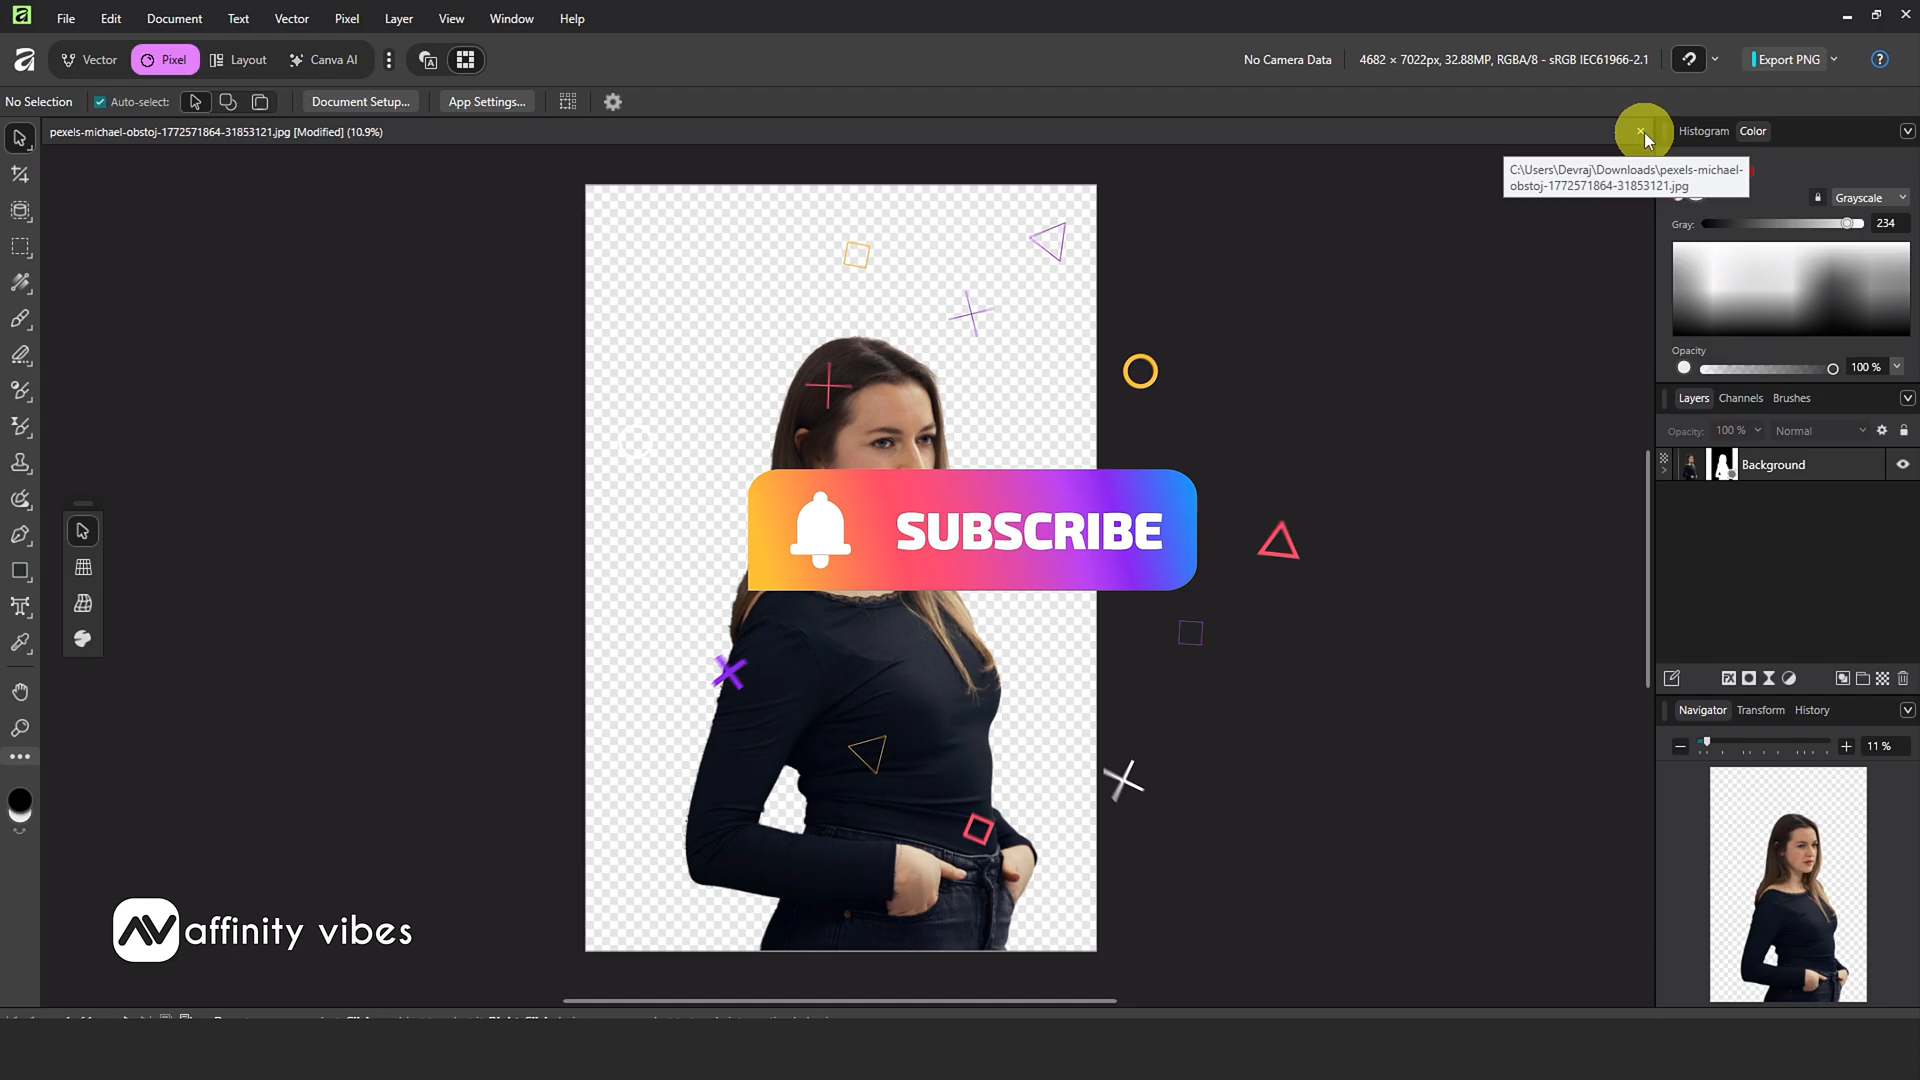 File Edit Document Text Vector Pixel Layer View Window Help
Vector Pixel Layout Canva AI
No Camera Data 4682 × 7022px, 32.88MP, RGBA/8 - sRGB IEC61966-2.1 Export PNG
No Selection Auto-select: Document Setup... App Settings...
pexels-michael-obstoj-1772571864-31853121.jpg [Modified] (10.9%)
Histogram Color
C:\Users\Devraj\Downloads\pexels-michael-
obstoj-1772571864-31853121.jpg
Grayscale
Gray: 234
Opacity
100 %
Layers Channels Brushes
Opacity: 100 % Normal
Background
SUBSCRIBE
Navigator Transform History
11 %
AV affinity vibes